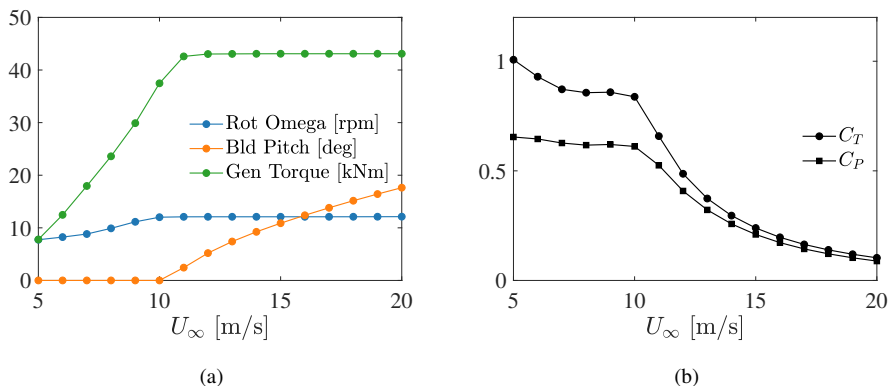 50
40
30
20
10
0
Rot Omega [rpm]
Bld Pitch [deg]
Gen Torque [kNm]
5 10 15 20
U∞ [m/s]
(a)
1
0.5
0
C_T
C_P
5 10 15 20
U∞ [m/s]
(b)